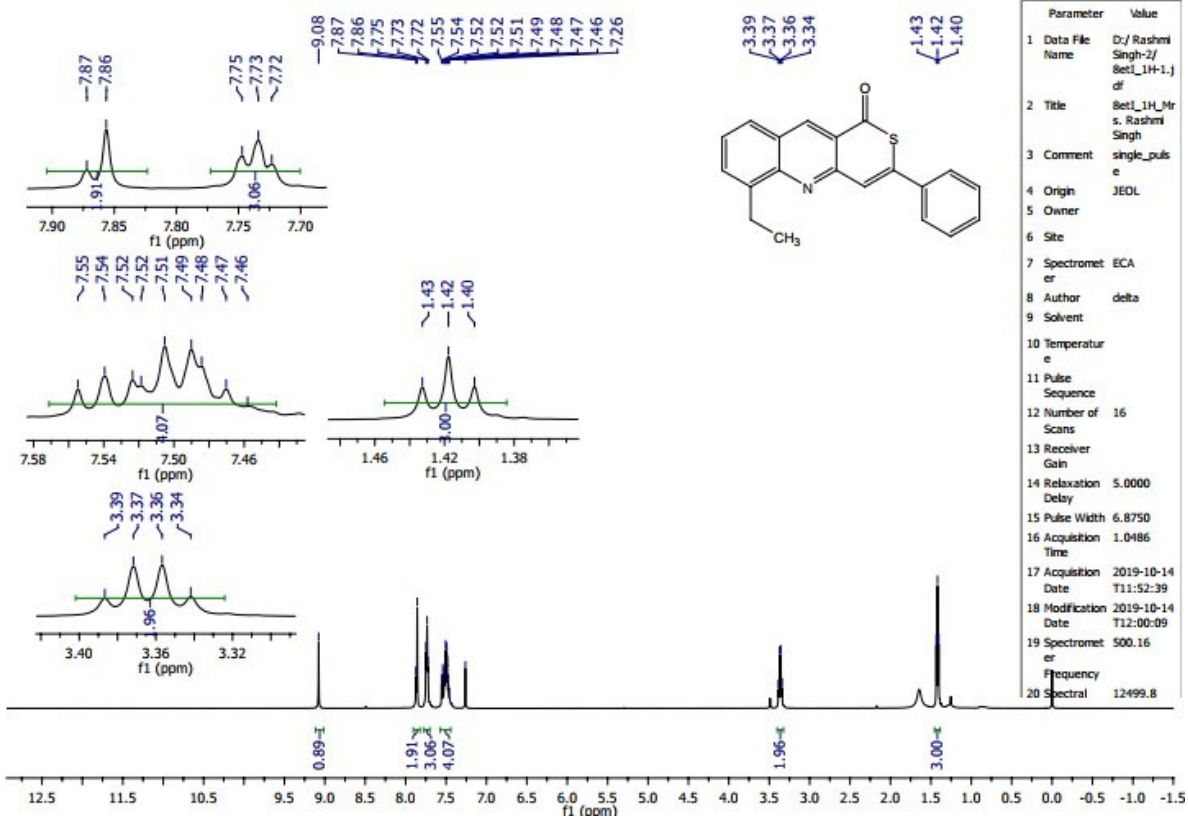 9.08
7.87
7.86
7.75
7.73
7.72
7.55
7.54
7.52
7.52
7.51
7.49
7.48
7.47
7.46
7.26
3.39
3.37
3.36
3.34
1.43
1.42
1.40
7.87
7.86
7.75
7.73
7.72
1.91
3.06
7.90 7.85 7.80 7.75 7.70
f1 (ppm)
7.55
7.54
7.52
7.52
7.51
7.49
7.48
7.47
7.46
4.07
7.58 7.54 7.50 7.46
f1 (ppm)
1.43
1.42
1.40
3.00
1.46 1.42 1.38
f1 (ppm)
3.39
3.37
3.36
3.34
1.96
3.40 3.36 3.32
f1 (ppm)
O
S
N
CH3
Parameter Value
1 Data File D:/ Rashmi
Name Singh-2/
8etI_1H-1.j
df
2 Title 8etI_1H_Mr
s. Rashmi
Singh
3 Comment single_puls
e
4 Origin JEOL
5 Owner
6 Site
7 Spectromet ECA
er
8 Author delta
9 Solvent
10 Temperatur
e
11 Pulse
Sequence
12 Number of 16
Scans
13 Receiver
Gain
14 Relaxation 5.0000
Delay
15 Pulse Width 6.8750
16 Acquisition 1.0486
Time
17 Acquisition 2019-10-14
Date T11:52:39
18 Modification 2019-10-14
Date T12:00:09
19 Spectromet 500.16
er
Frequency
20 Spectral 12499.8
0.89
1.91
3.06
4.07
1.96
3.00
12.5 11.5 10.5 9.5 9.0 8.5 8.0 7.5 7.0 6.5 6.0 5.5 5.0 4.5 4.0 3.5 3.0 2.5 2.0 1.5 1.0 0.5 0.0 -0.5 -1.0 -1.5
f1 (ppm)